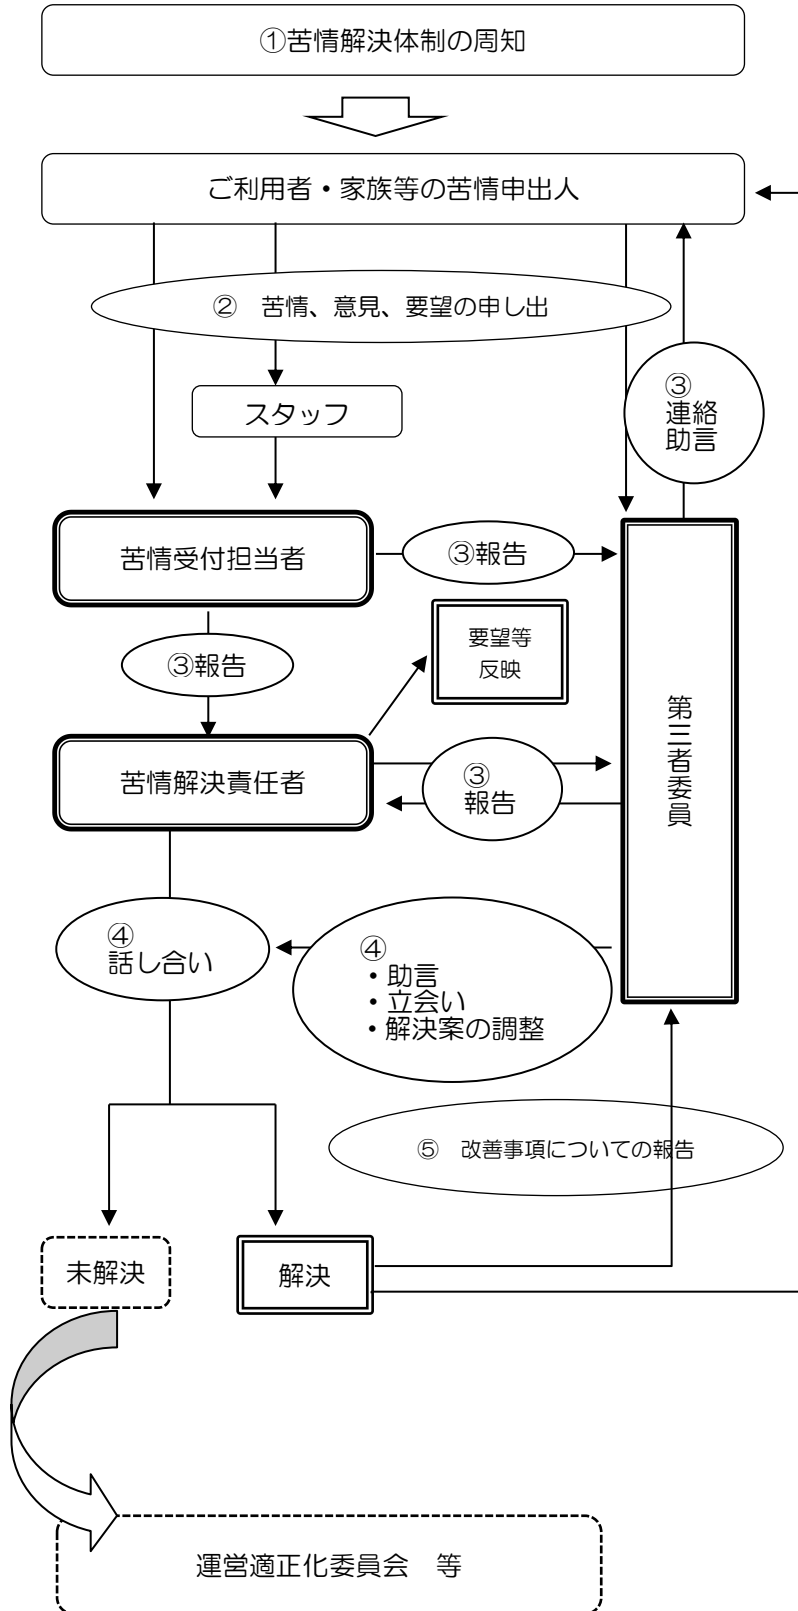 ①苦情解決体制の周知
ご利用者・家族等の苦情申出人
②　苦情、意見、要望の申し出
スタッフ
③
連絡
助言
苦情受付担当者
③報告
要望等
反映
③報告
第三者委員
苦情解決責任者
③
報告
④
話し合い
④
・助言
・立会い
・解決案の調整
⑤　改善事項についての報告
未解決
解決
運営適正化委員会　等